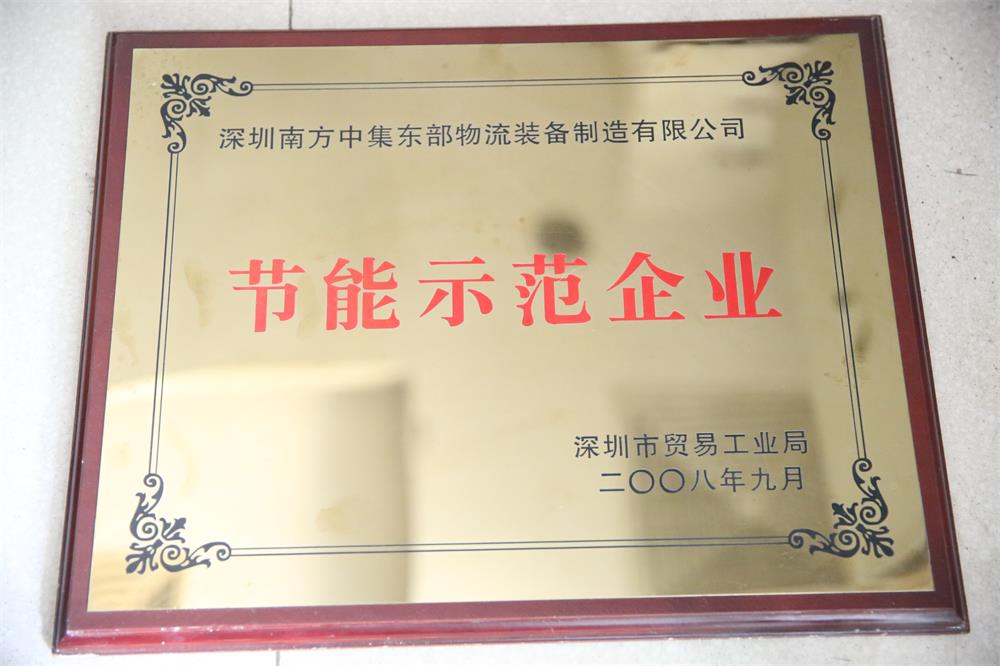 深圳南方中集东部物流装备制造有限公司
节能示范企业
深圳市贸易工业局
二〇〇八年九月